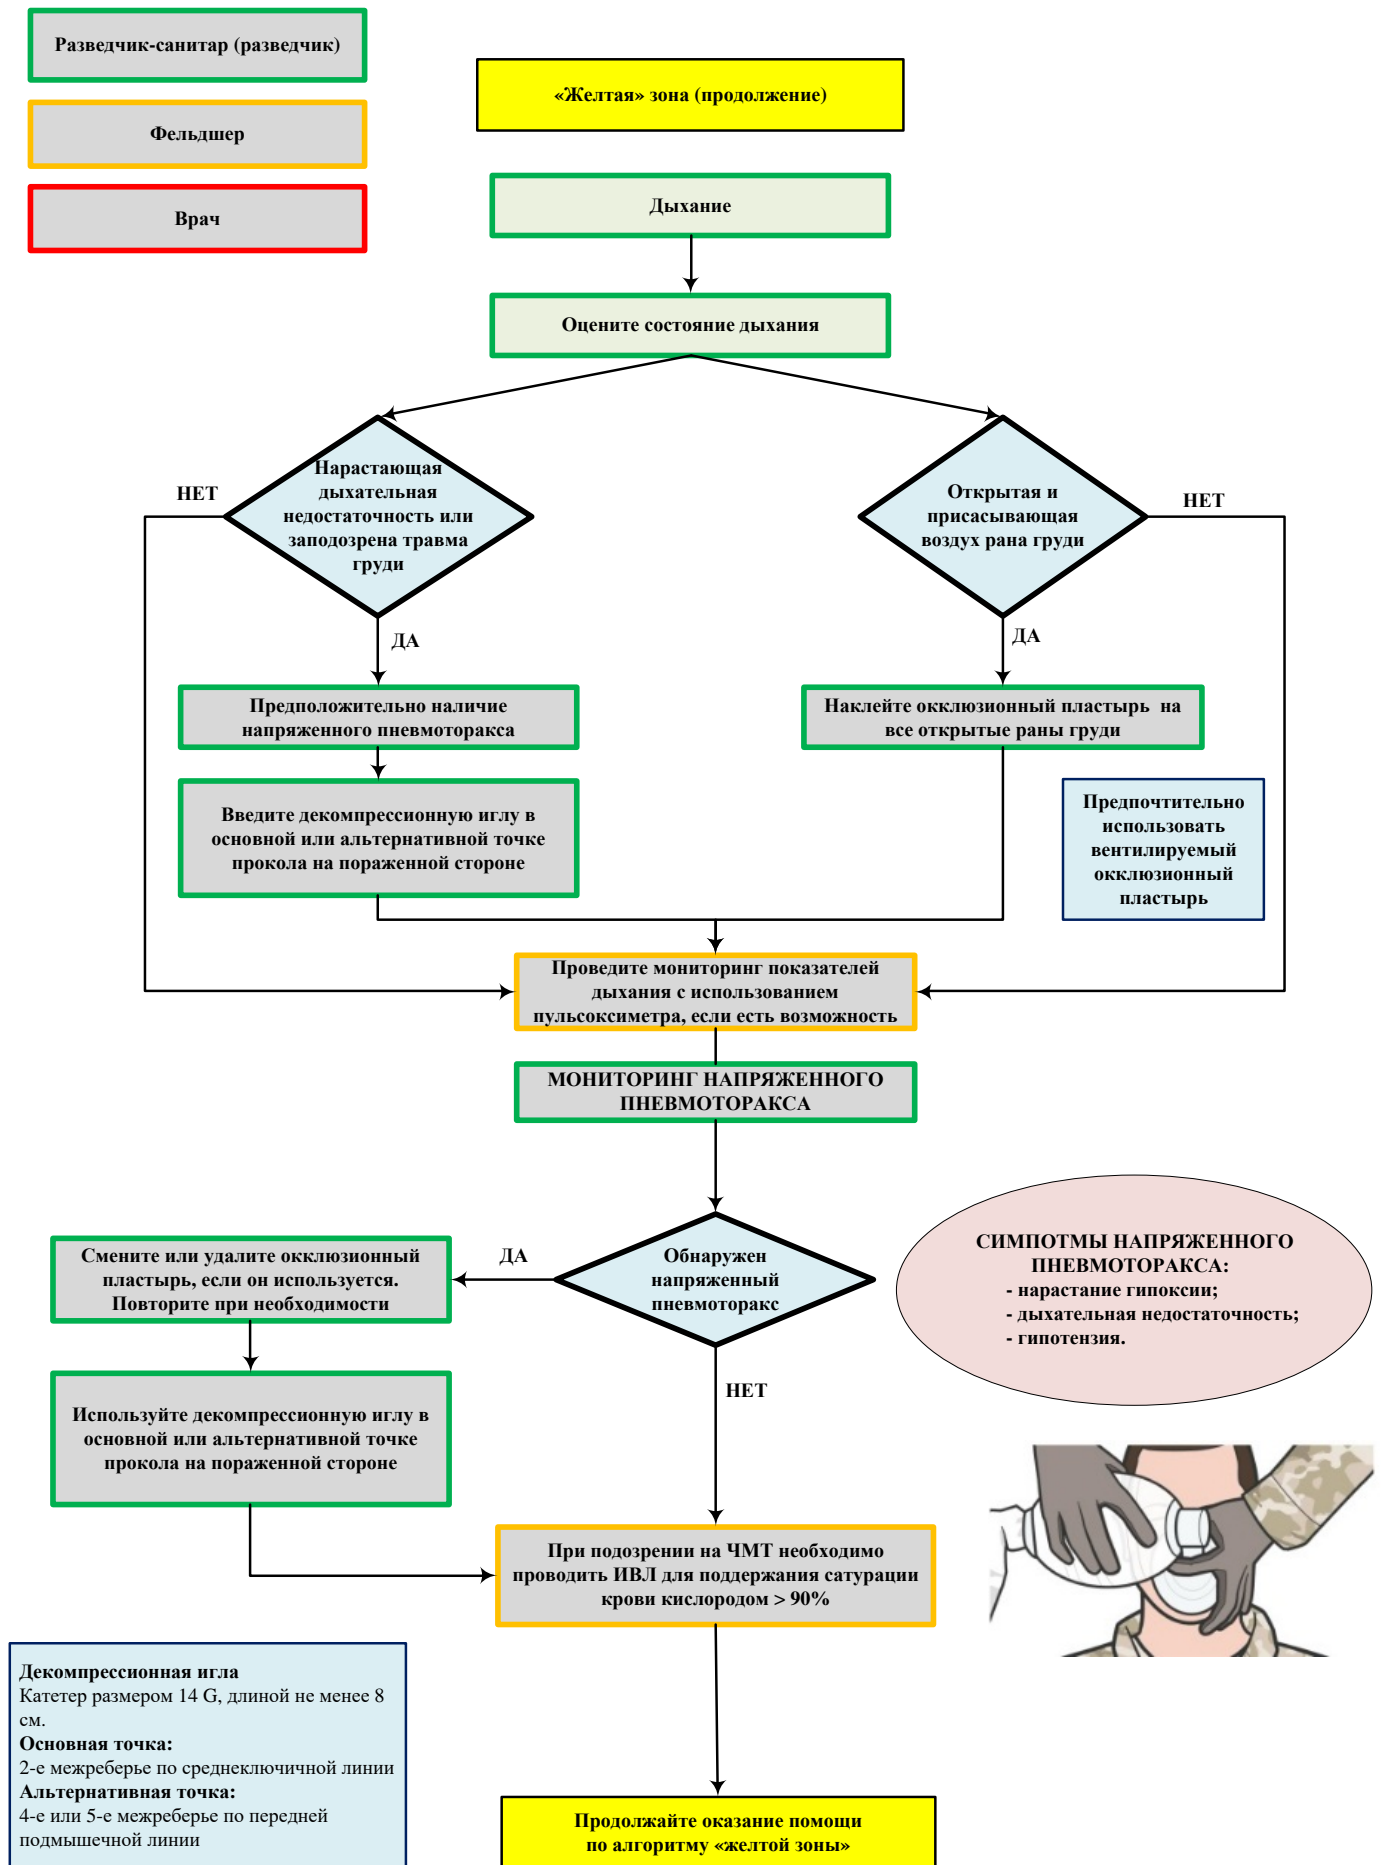 Разведчик-санитар (разведчик)
Фельдшер
Врач
«Желтая» зона (продолжение)
Дыхание
Оцените состояние дыхания
Нарастающая
дыхательная
недостаточность или
заподозрена травма
груди
НЕТ
ДА
Открытая и
присасывающая
воздух рана груди
НЕТ
ДА
Предположительно наличие
напряженного пневмоторакса
Введите декомпрессионную иглу в
основной или альтернативной точке
прокола на пораженной стороне
Наклейте окклюзионный пластырь на
все открытые раны груди
Предпочтительно
использовать
вентилируемый
окклюзионный
пластырь
Проведите мониторинг показателей
дыхания с использованием
пульсоксиметра, если есть возможность
МОНИТОРИНГ НАПРЯЖЕННОГО
ПНЕВМОТОРАКСА
Обнаружен
напряженный
пневмоторакс
ДА
НЕТ
Смените или удалите окклюзионный
пластырь, если он используется.
Повторите при необходимости
Используйте декомпрессионную иглу в
основной или альтернативной точке
прокола на пораженной стороне
СИМПОТМЫ НАПРЯЖЕННОГО
ПНЕВМОТОРАКСА:
- нарастание гипоксии;
- дыхательная недостаточность;
- гипотензия.
При подозрении на ЧМТ необходимо
проводить ИВЛ для поддержания сатурации
крови кислородом > 90%
Декомпрессионная игла
Катетер размером 14 G, длиной не менее 8
см.
Основная точка:
2-е межреберье по среднеключичной линии
Альтернативная точка:
4-е или 5-е межреберье по передней
подмышечной линии
Продолжайте оказание помощи
по алгоритму «желтой зоны»